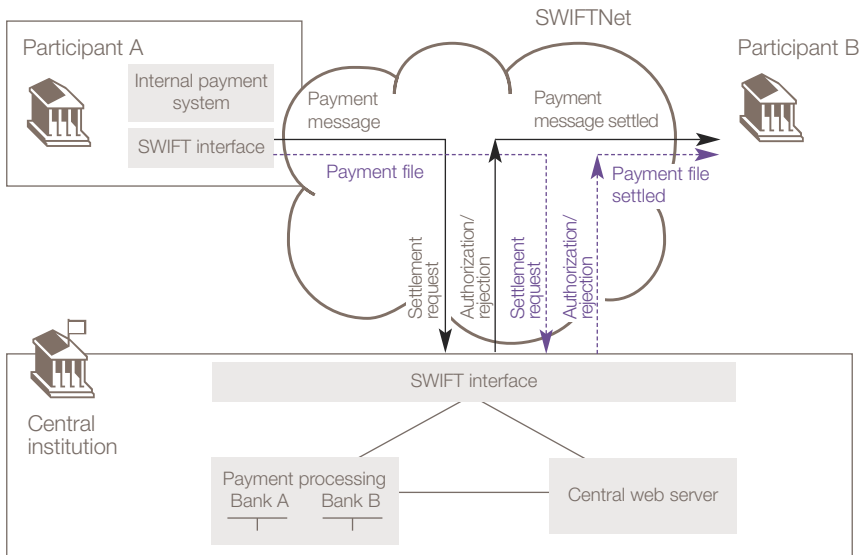 SWIFTNet
Participant A
Internal payment
system
SWIFT interface
Participant B
Payment
message
Payment
message settled
Payment file
Payment file
settled
Settlement
request
Authorization/
rejection
Settlement
request
Authorization/
rejection
SWIFT interface
Central
institution
Payment processing
Bank A
Bank B
Central web server